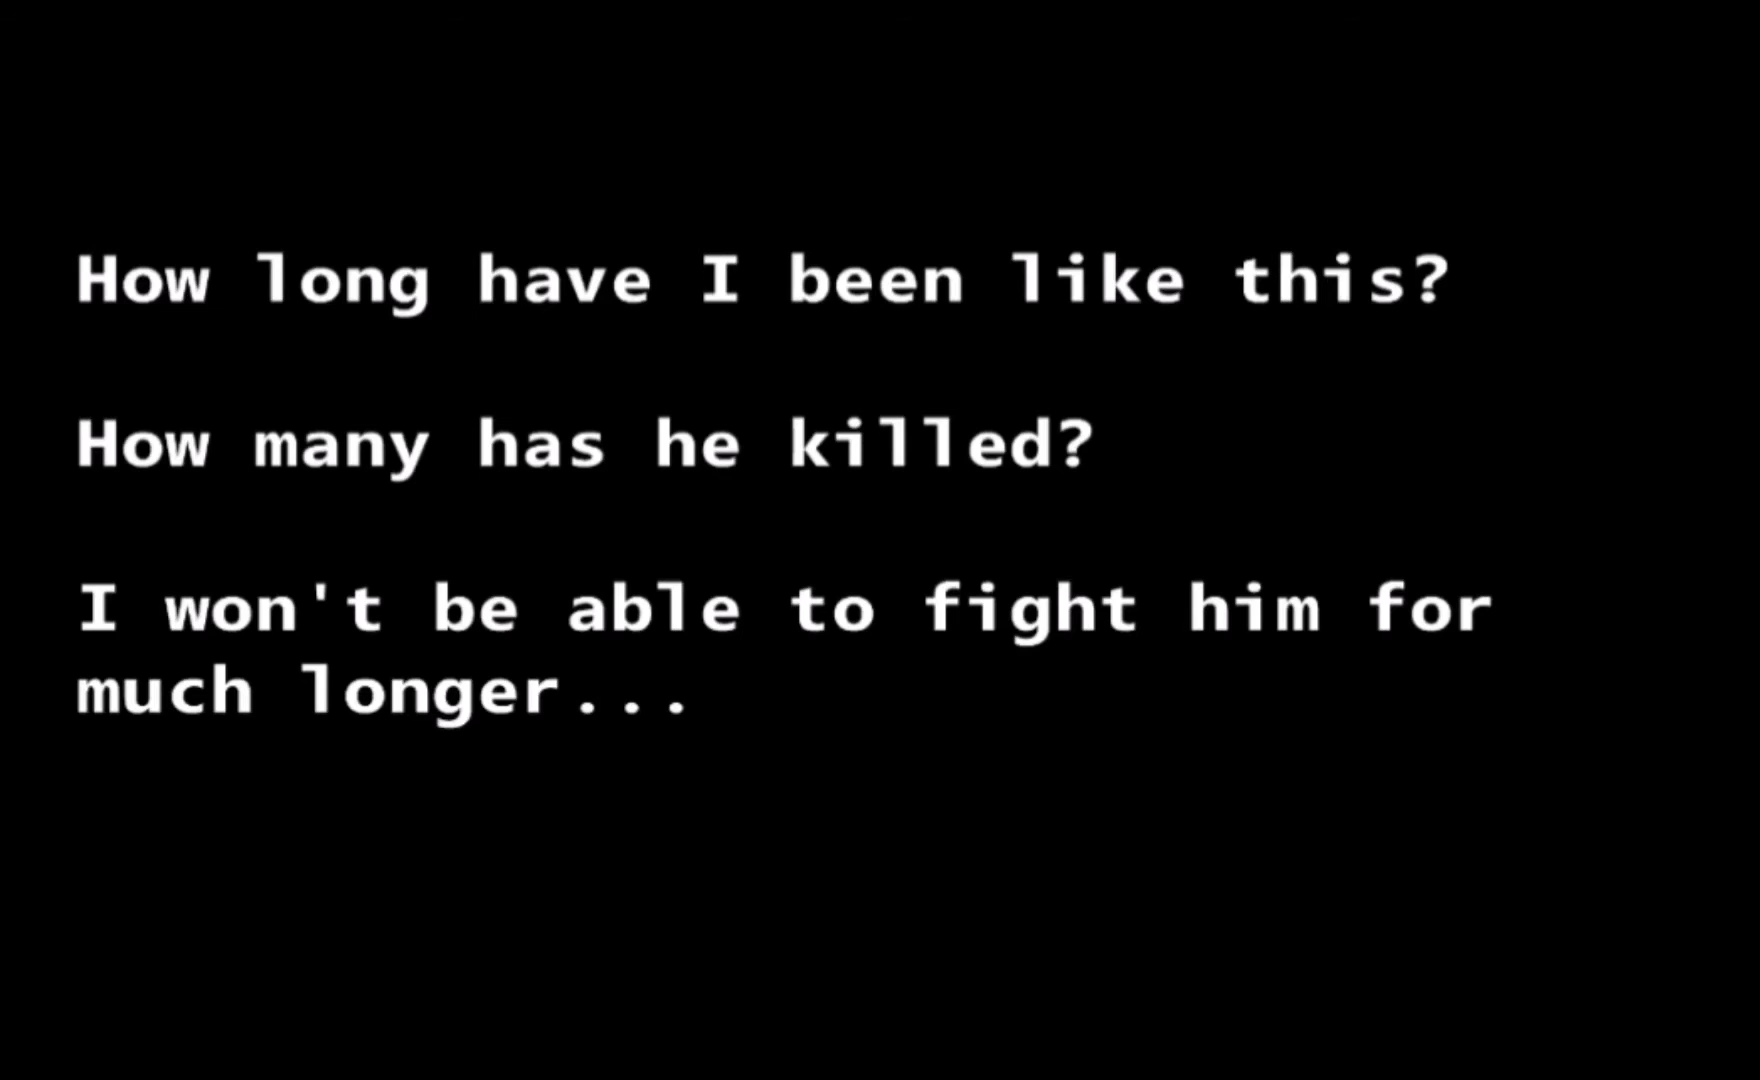 How long have I been like this?
How many has he killed?
I won't be able to fight him for
much longer...